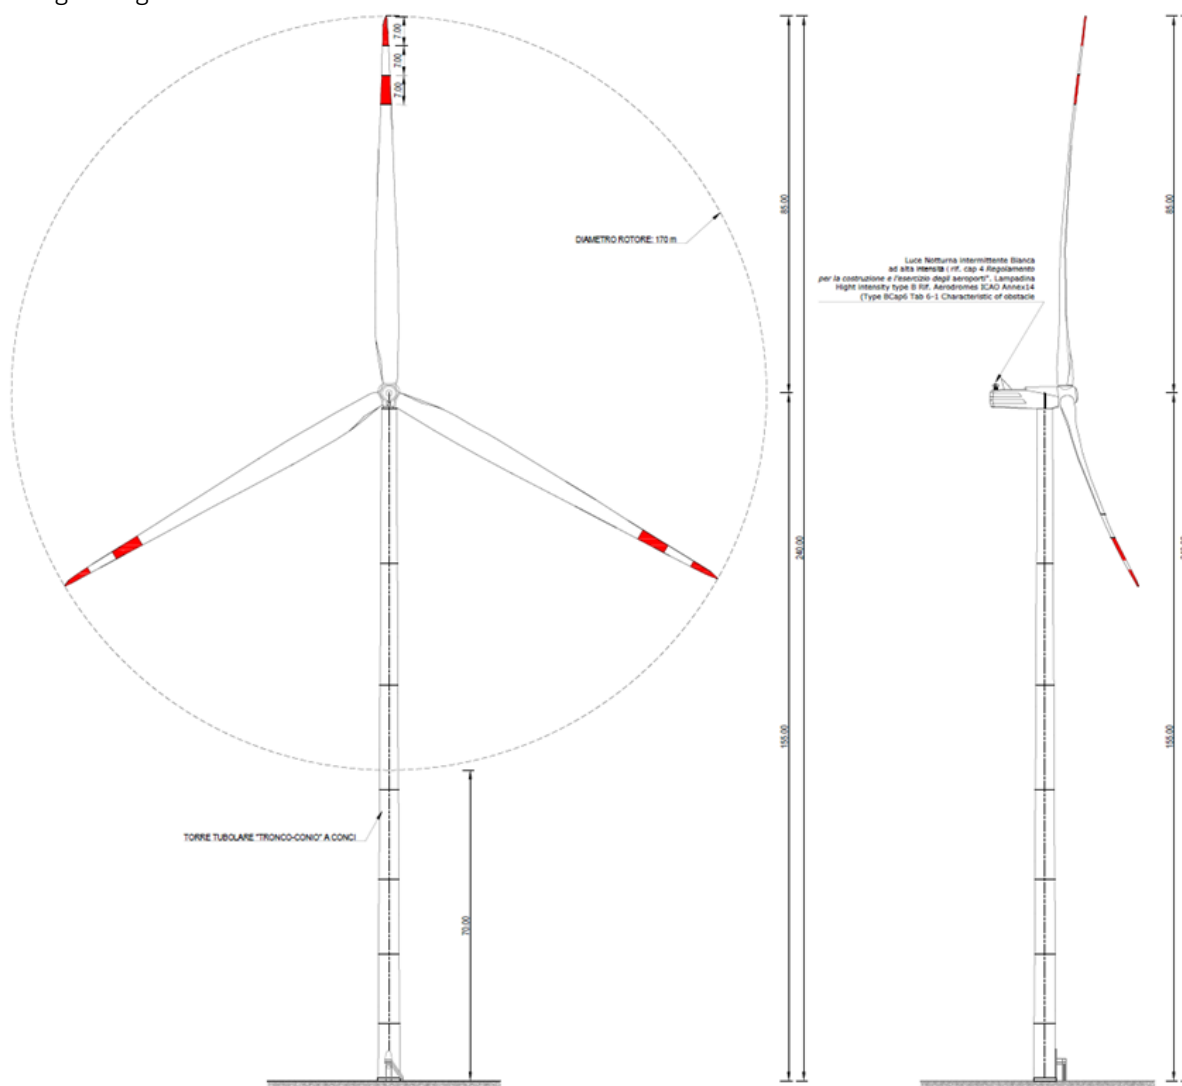 7.00
7.00
7.00
DIAMETRO ROTORE: 170 m
85.00
240.00
155.00
TORRE TUBOLARE "TRONCO-CONIO" A CONCI
70.00
Luce Notturna Intermittente Bianca
ad alta intensità ( rif. cap 4 Regolamento
per la costruzione e l'esercizio degli aeroporti", Lampadina
Hight intensity type B Rif. Aerodromes ICAO Annex14
(Type BCap6 Tab 6-1 Characteristic of obstacle
85.00
155.00